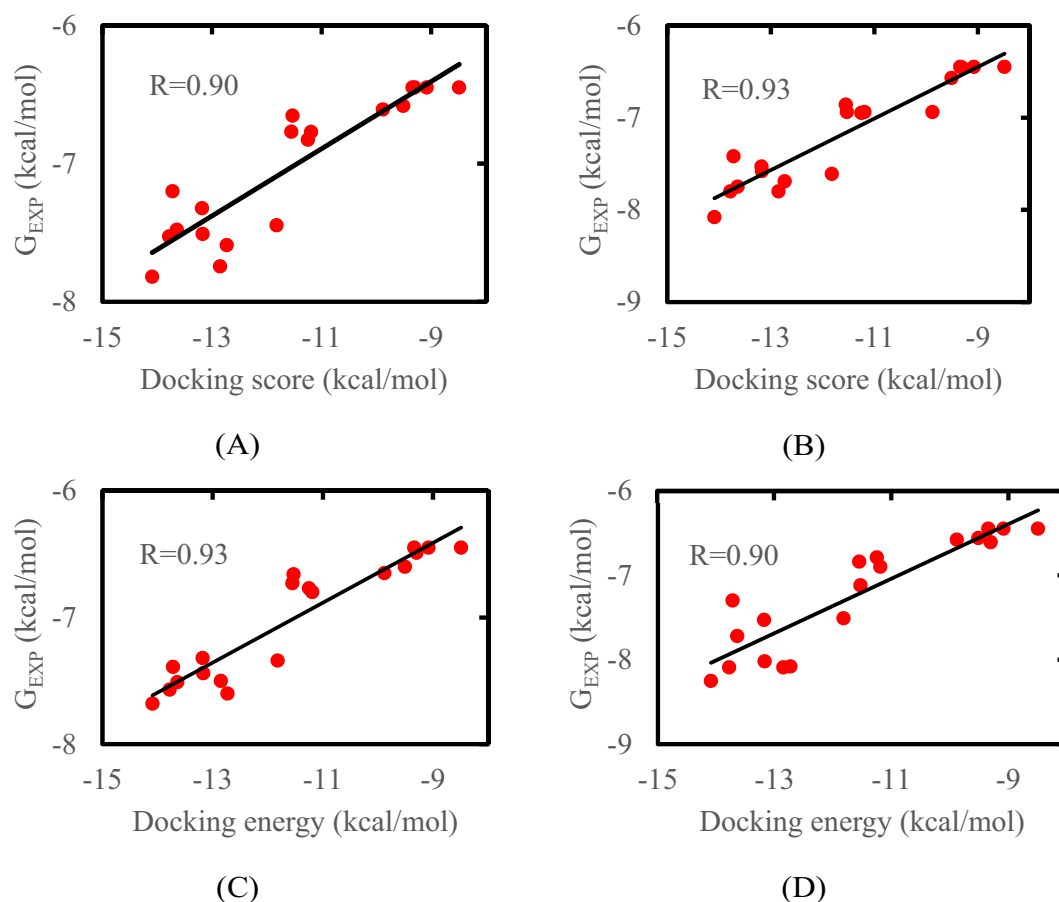 -6
-7
-8
G_EXP (kcal/mol)
R=0.90
-15 -13 -11 -9
Docking score (kcal/mol)
(A)
-6
-7
-8
-9
G_EXP (kcal/mol)
R=0.93
-15 -13 -11 -9
Docking score (kcal/mol)
(B)
-6
-7
-8
G_EXP (kcal/mol)
R=0.93
-15 -13 -11 -9
Docking energy (kcal/mol)
(C)
-6
-7
-8
-9
G_EXP (kcal/mol)
R=0.90
-15 -13 -11 -9
Docking energy (kcal/mol)
(D)